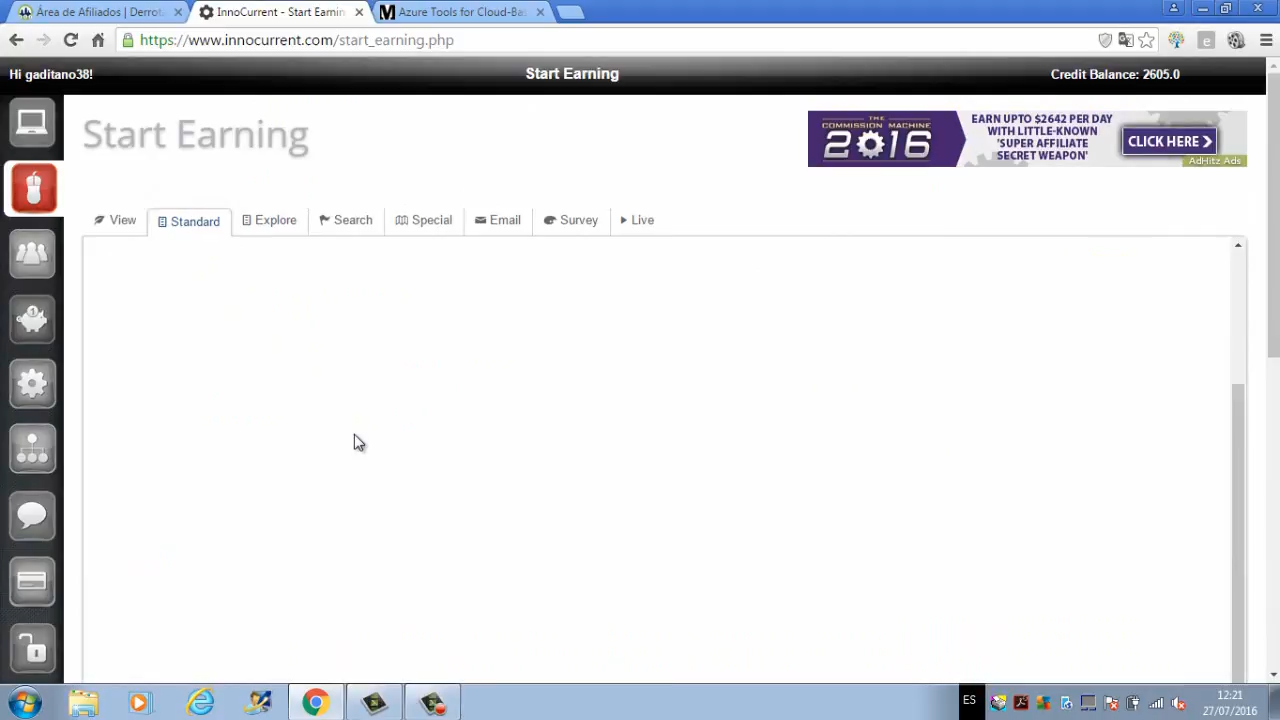 Área de Afiliados | Derrota
InnoCurrent - Start Earnin
Azure Tools for Cloud-Bas
https://www.innocurrent.com/start_earning.php
Hi gaditano38!
Start Earning
Credit Balance: 2605.0
Start Earning
THE
COMMISSION MACHINE
2016
EARN UPTO $2642 PER DAY
WITH LITTLE-KNOWN
'SUPER AFFILIATE
SECRET WEAPON'
CLICK HERE
AdHitz Ads
View
Standard
Explore
Search
Special
Email
Survey
Live
ES
12:21
27/07/2016